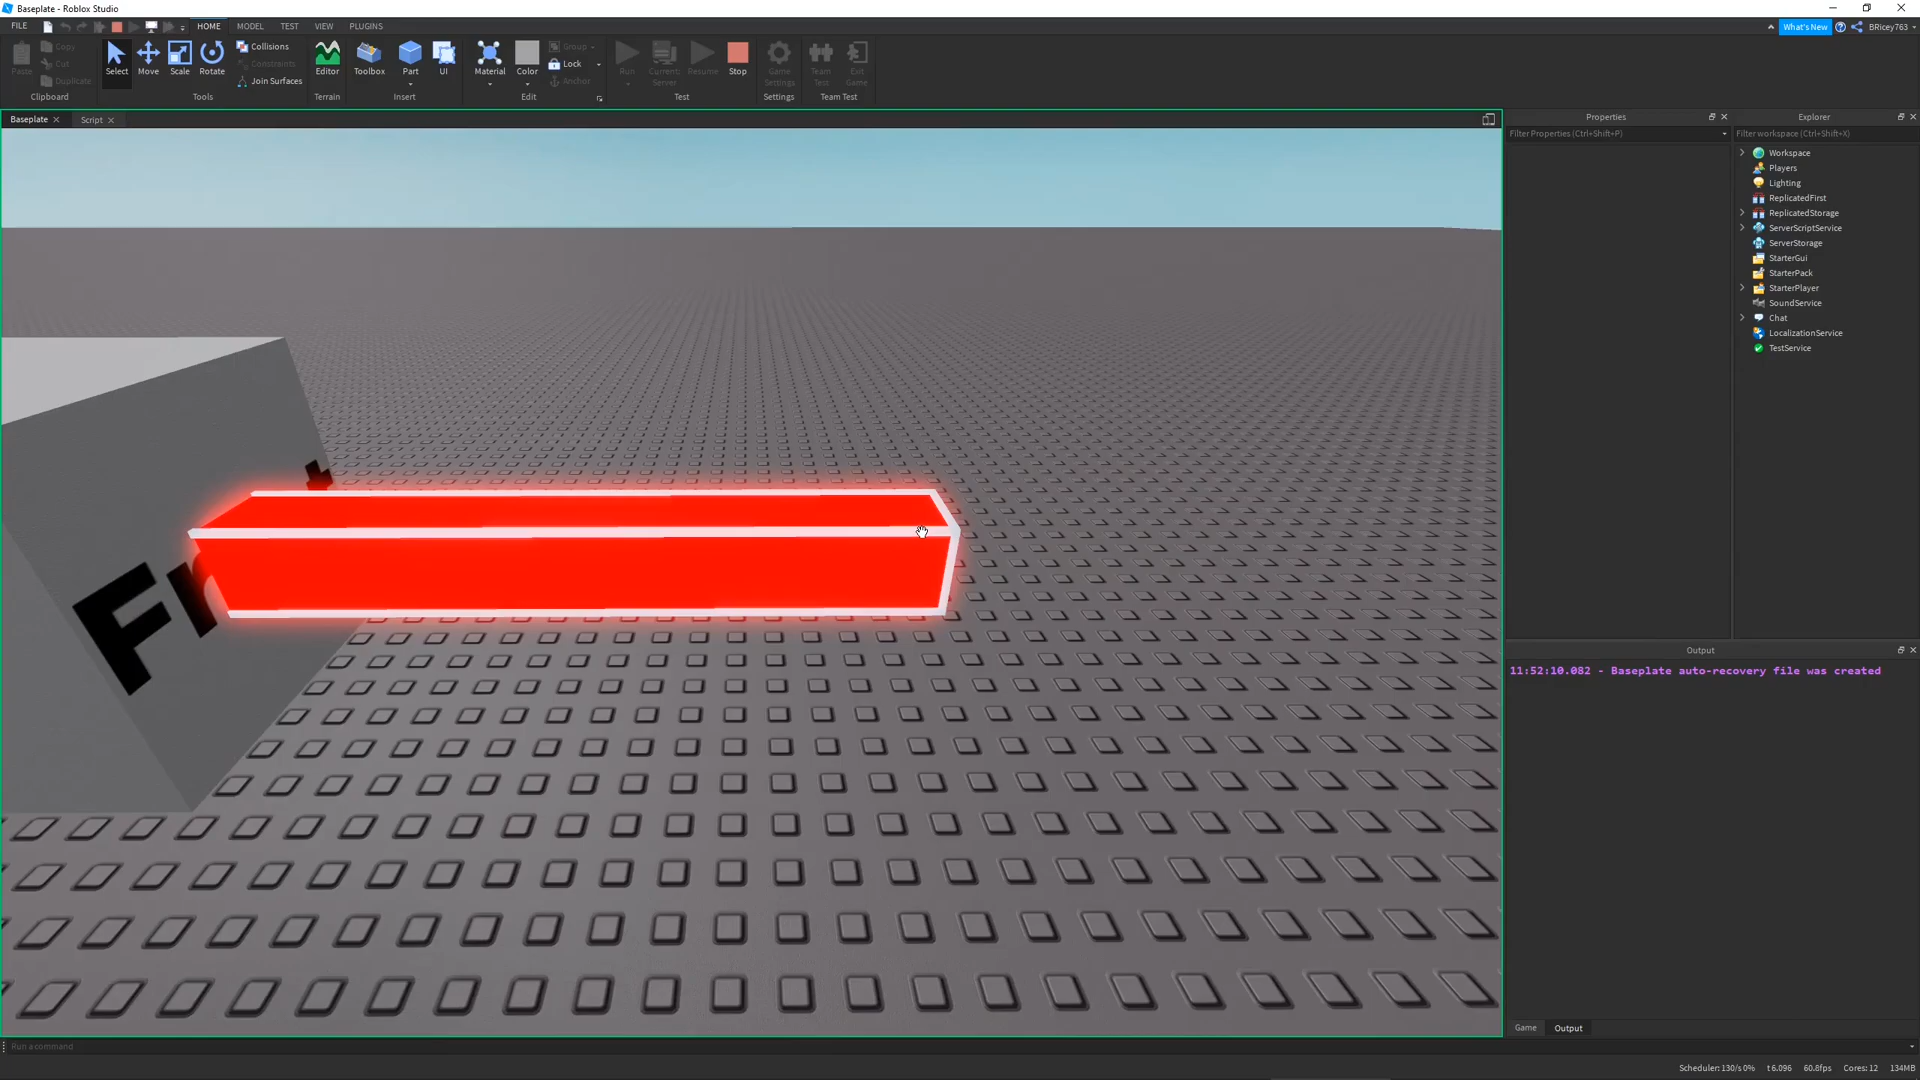 Baseplate - Roblox Studio
FILE
HOME
MODEL
TEST
VIEW
PLUGINS
What's New
BRicey763
Paste
Copy
Cut
Duplicate
Clipboard
Select
Move
Scale
Rotate
Collisions
Constraints
Join Surfaces
Tools
Editor
Terrain
Toolbox
Part
UI
Insert
Material
Color
Group
Lock
Anchor
Edit
Run
Current: Server
Resume
Stop
Test
Game Settings
Settings
Team Test
Exit Game
Team Test
Baseplate
Script
Properties
Filter Properties (Ctrl+Shift+P)
Explorer
Filter workspace (Ctrl+Shift+X)
Workspace
Players
Lighting
ReplicatedFirst
ReplicatedStorage
ServerScriptService
ServerStorage
StarterGui
StarterPack
StarterPlayer
SoundService
Chat
LocalizationService
TestService
Output
11:52:10.082 - Baseplate auto-recovery file was created
Game
Output
Run a command
Scheduler: 130/s 0% t 6.096 60.8fps Cores: 12 134MB